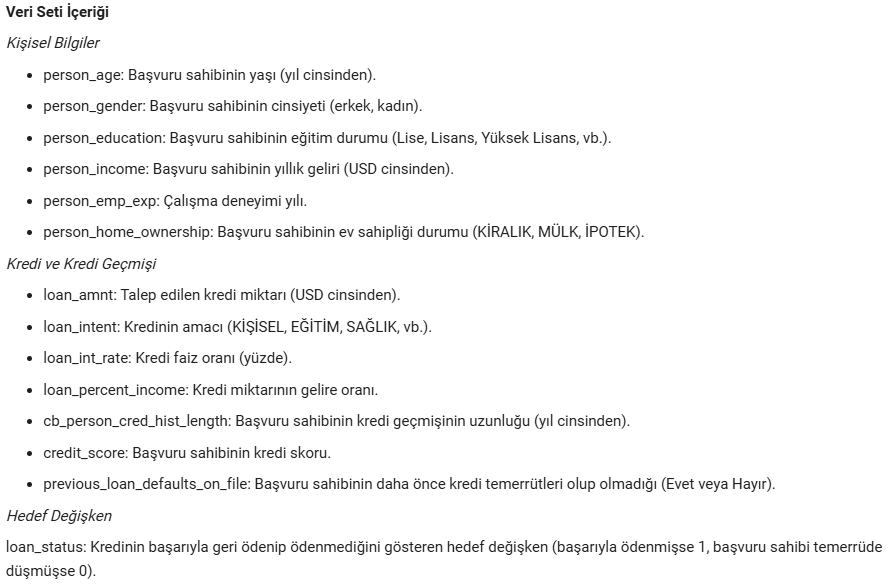 Veri Seti İçeriği
Kişisel Bilgiler
• person_age: Başvuru sahibinin yaşı (yıl cinsinden).
• person_gender: Başvuru sahibinin cinsiyeti (erkek, kadın).
• person_education: Başvuru sahibinin eğitim durumu (Lise, Lisans, Yüksek Lisans, vb.).
• person_income: Başvuru sahibinin yıllık geliri (USD cinsinden).
• person_emp_exp: Çalışma deneyimi yılı.
• person_home_ownership: Başvuru sahibinin ev sahipliği durumu (KİRALIK, MÜLK, İPOTEK).
Kredi ve Kredi Geçmişi
• loan_amnt: Talep edilen kredi miktarı (USD cinsinden).
• loan_intent: Kredinin amacı (KİŞİSEL, EĞİTİM, SAĞLIK, vb.).
• loan_int_rate: Kredi faiz oranı (yüzde).
• loan_percent_income: Kredi miktarının gelire oranı.
• cb_person_cred_hist_length: Başvuru sahibinin kredi geçmişinin uzunluğu (yıl cinsinden).
• credit_score: Başvuru sahibinin kredi skoru.
• previous_loan_defaults_on_file: Başvuru sahibinin daha önce kredi temerrütleri olup olmadığı (Evet veya Hayır).
Hedef Değişken
loan_status: Kredinin başarıyla geri ödenip ödenmediğini gösteren hedef değişken (başarıyla ödenmişse 1, başvuru sahibi temerrüde
düşmüşse 0).